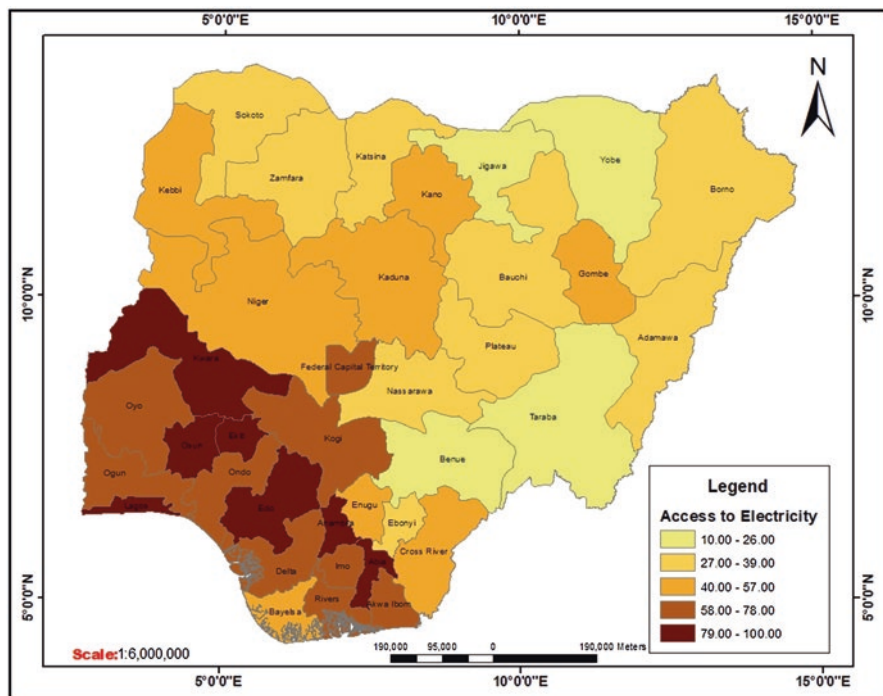 5°0'0"E 10°0'0"E 15°0'0"E
N
Sokoto
Katsina
Jigawa
Yobe
Zamfara
Kebbi
Kano
Borno
10°0'0"N 10°0'0"N
Kaduna
Bauchi
Gombe
Niger
Adamawa
Plateau
Kwara
Federal Capital Territory
Nassarawa
Oyo
Taraba
Kogi
Osun
Ekiti
Benue
Ogun
Ondo
Lagos
Edo
Enugu
Anambra
Ebonyi
Cross River
Delta
Imo
Abia
Rivers
Akwa Ibom
Bayelsa
5°0'0"N 5°0'0"N
Legend
Access to Electricity
10.00 - 26.00
27.00 - 39.00
40.00 - 57.00
58.00 - 78.00
79.00 - 100.00
Scale:1:6,000,000
190,000 95,000 0 190,000 Meters
5°0'0"E 10°0'0"E 15°0'0"E